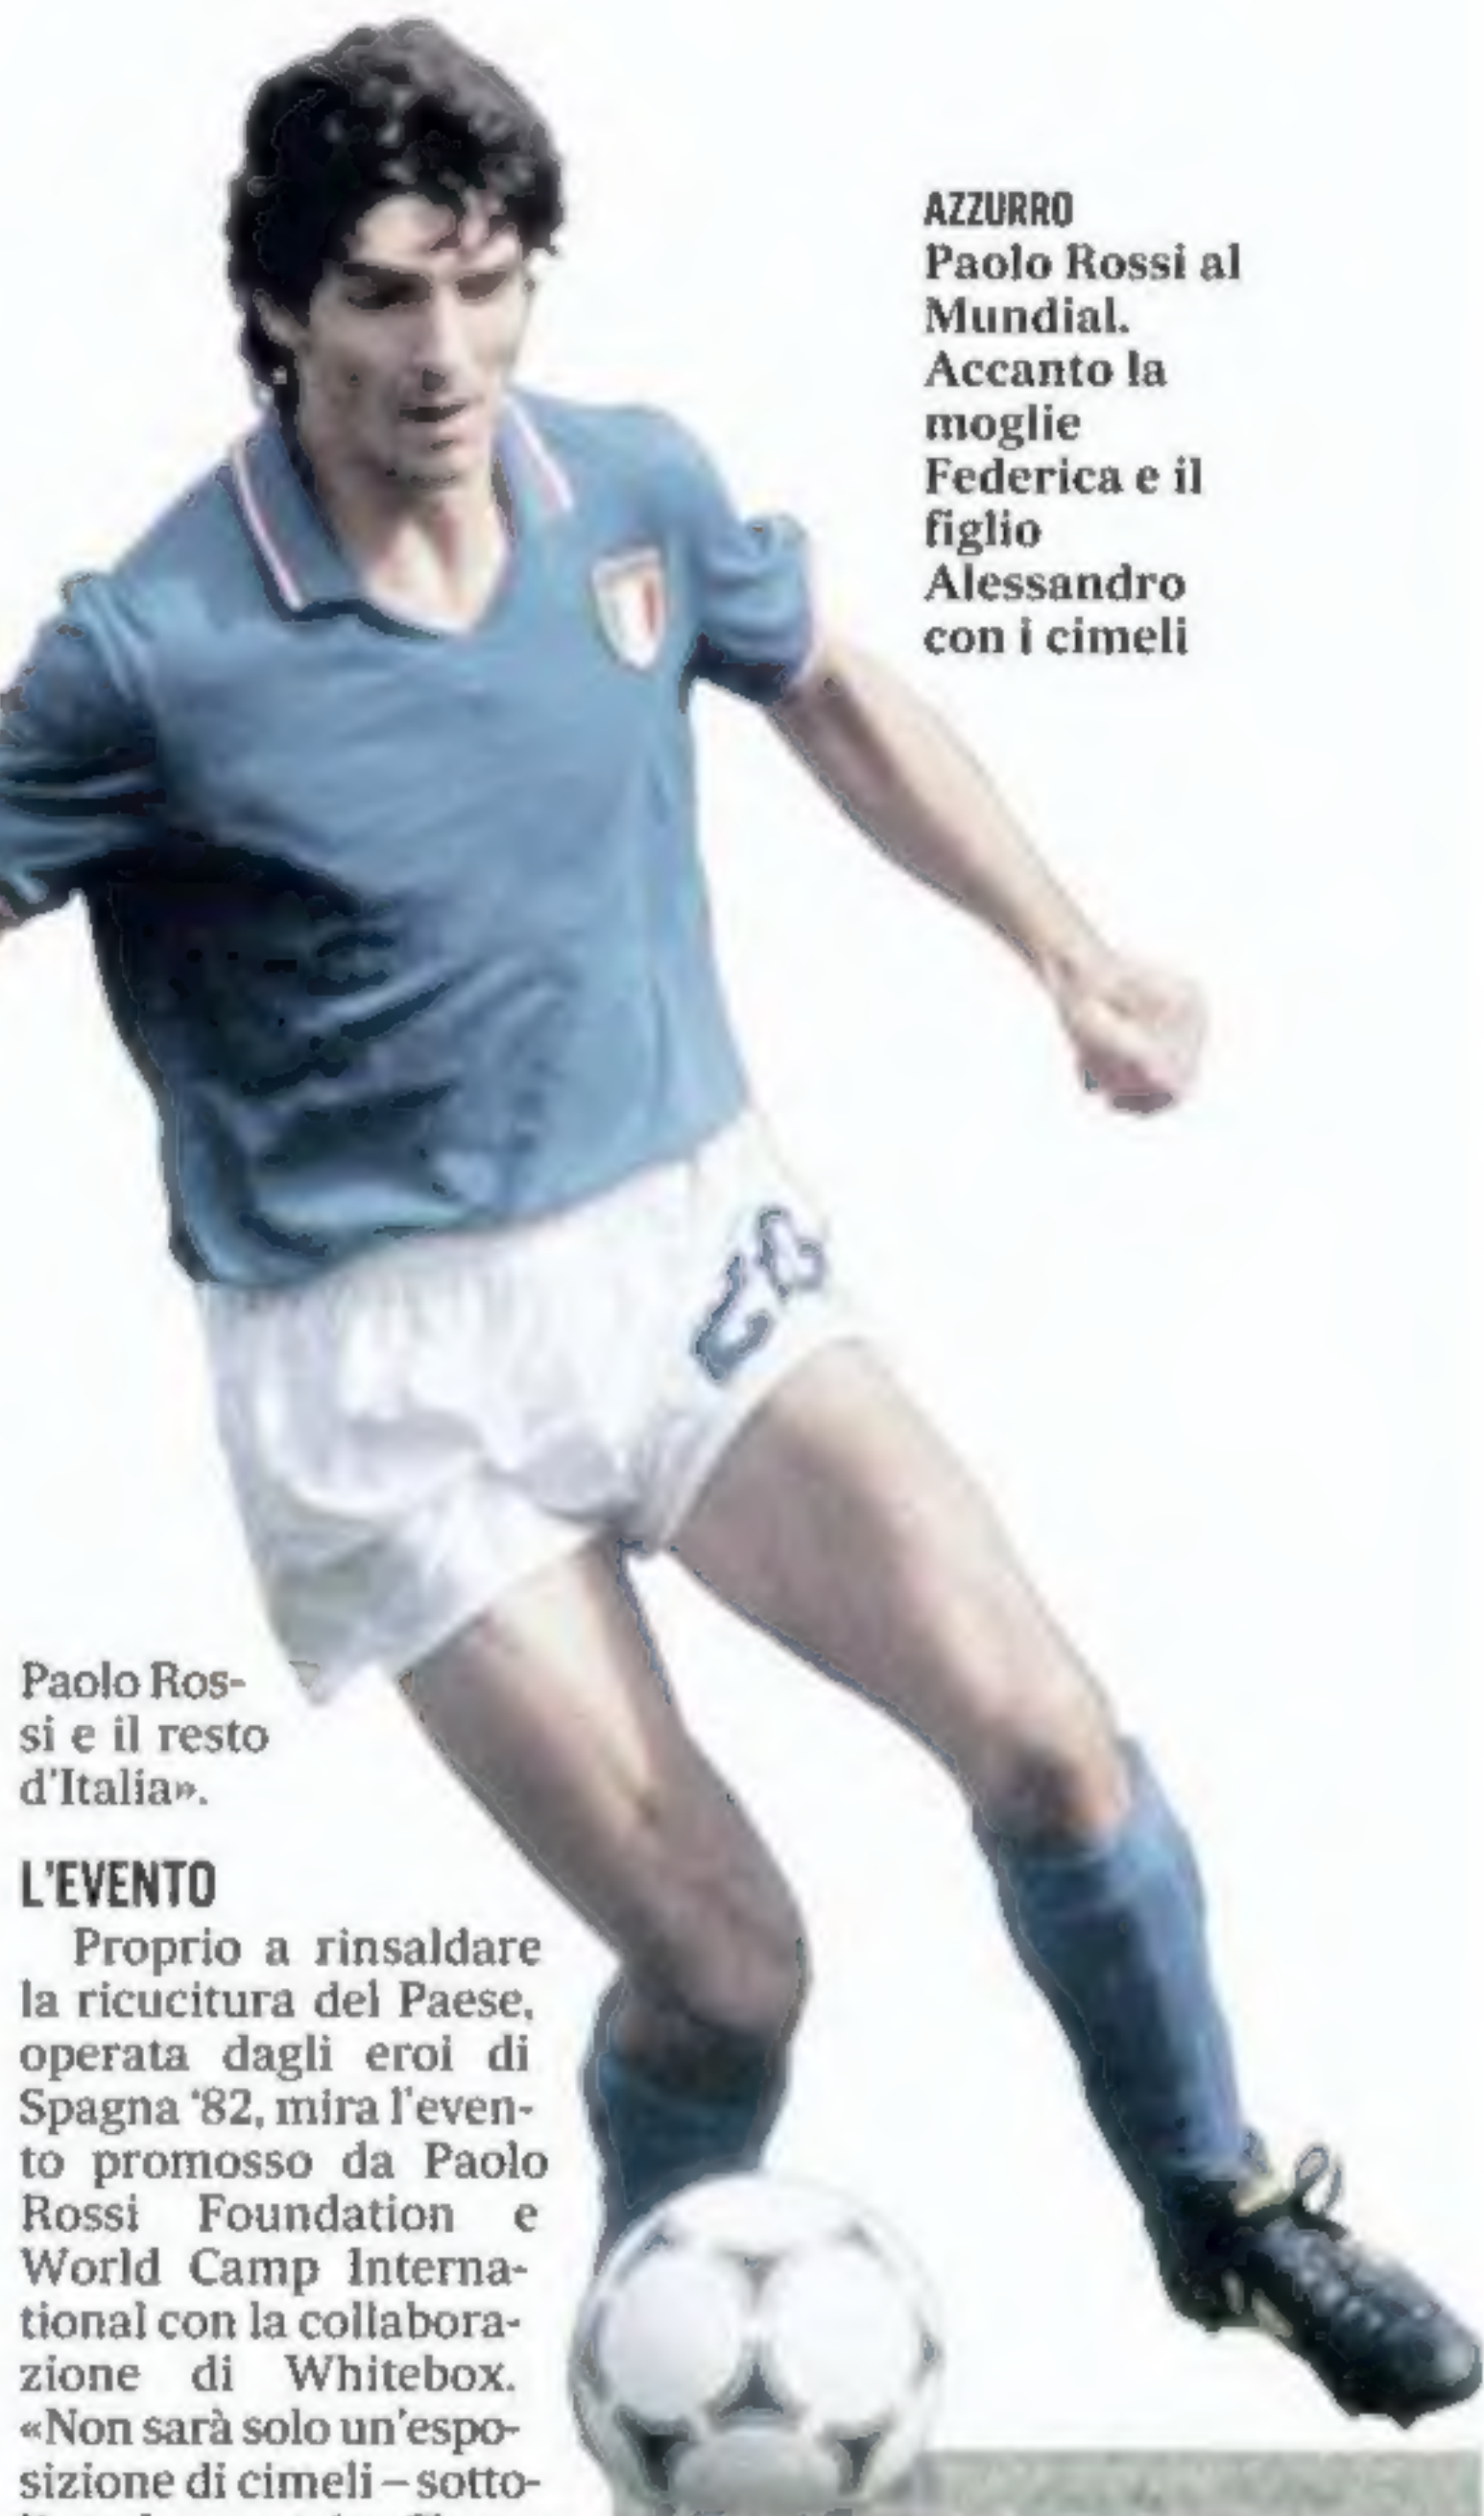 AZZURRO
Paolo Rossi al
Mundial.
Accanto la
moglie
Federica e il
figlio
Alessandro
con i cimeli
20
Paolo Ros-
si e il resto
d'Italia».
L'EVENTO
Proprio a rinsaldare
la ricucitura del Paese,
operata dagli eroi di
Spagna '82, mira l'even-
to promosso da Paolo
Rossi Foundation e
World Camp Interna-
tional con la collabora-
zione di Whitebox.
«Non sarà solo un'espo-
sizione di cimeli – sotto-